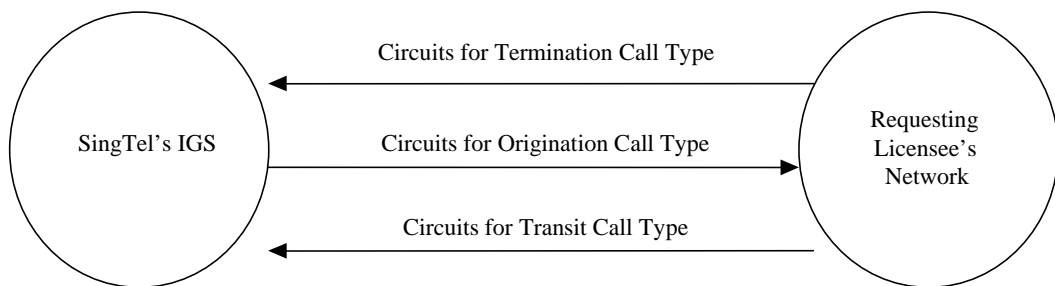 Circuits for Termination Call Type
SingTel's IGS
Circuits for Origination Call Type
Requesting
Licensee's
Network
Circuits for Transit Call Type